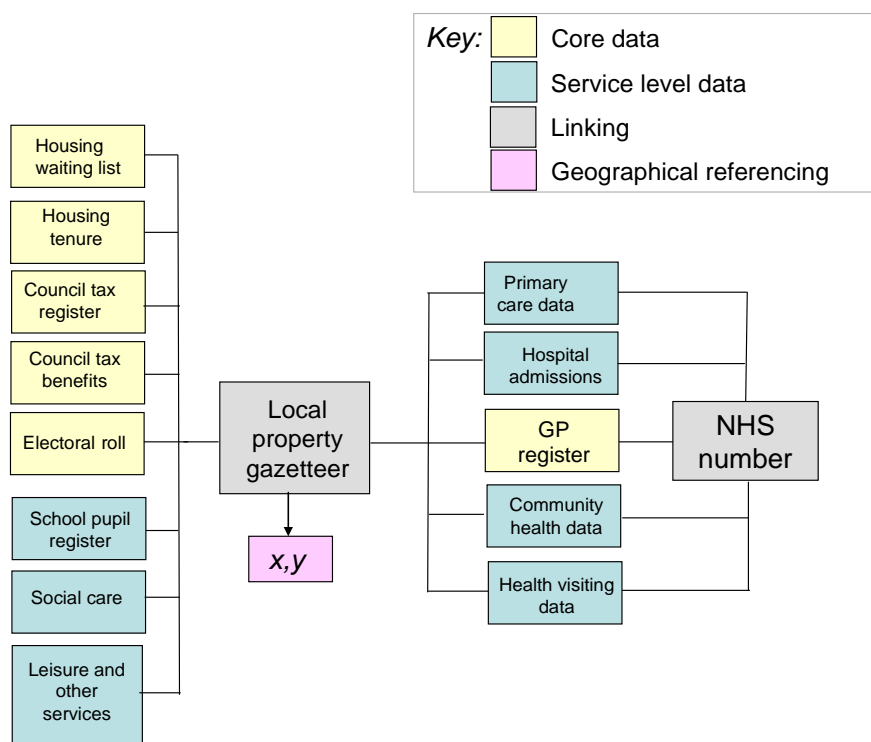 Key:
Core data
Service level data
Linking
Geographical referencing
Housing
waiting list
Housing
tenure
Council tax
register
Council tax
benefits
Electoral roll
School pupil
register
Social care
Leisure and
other
services
Local
property
gazetteer
x,y
Primary
care data
Hospital
admissions
GP
register
Community
health data
Health visiting
data
NHS
number